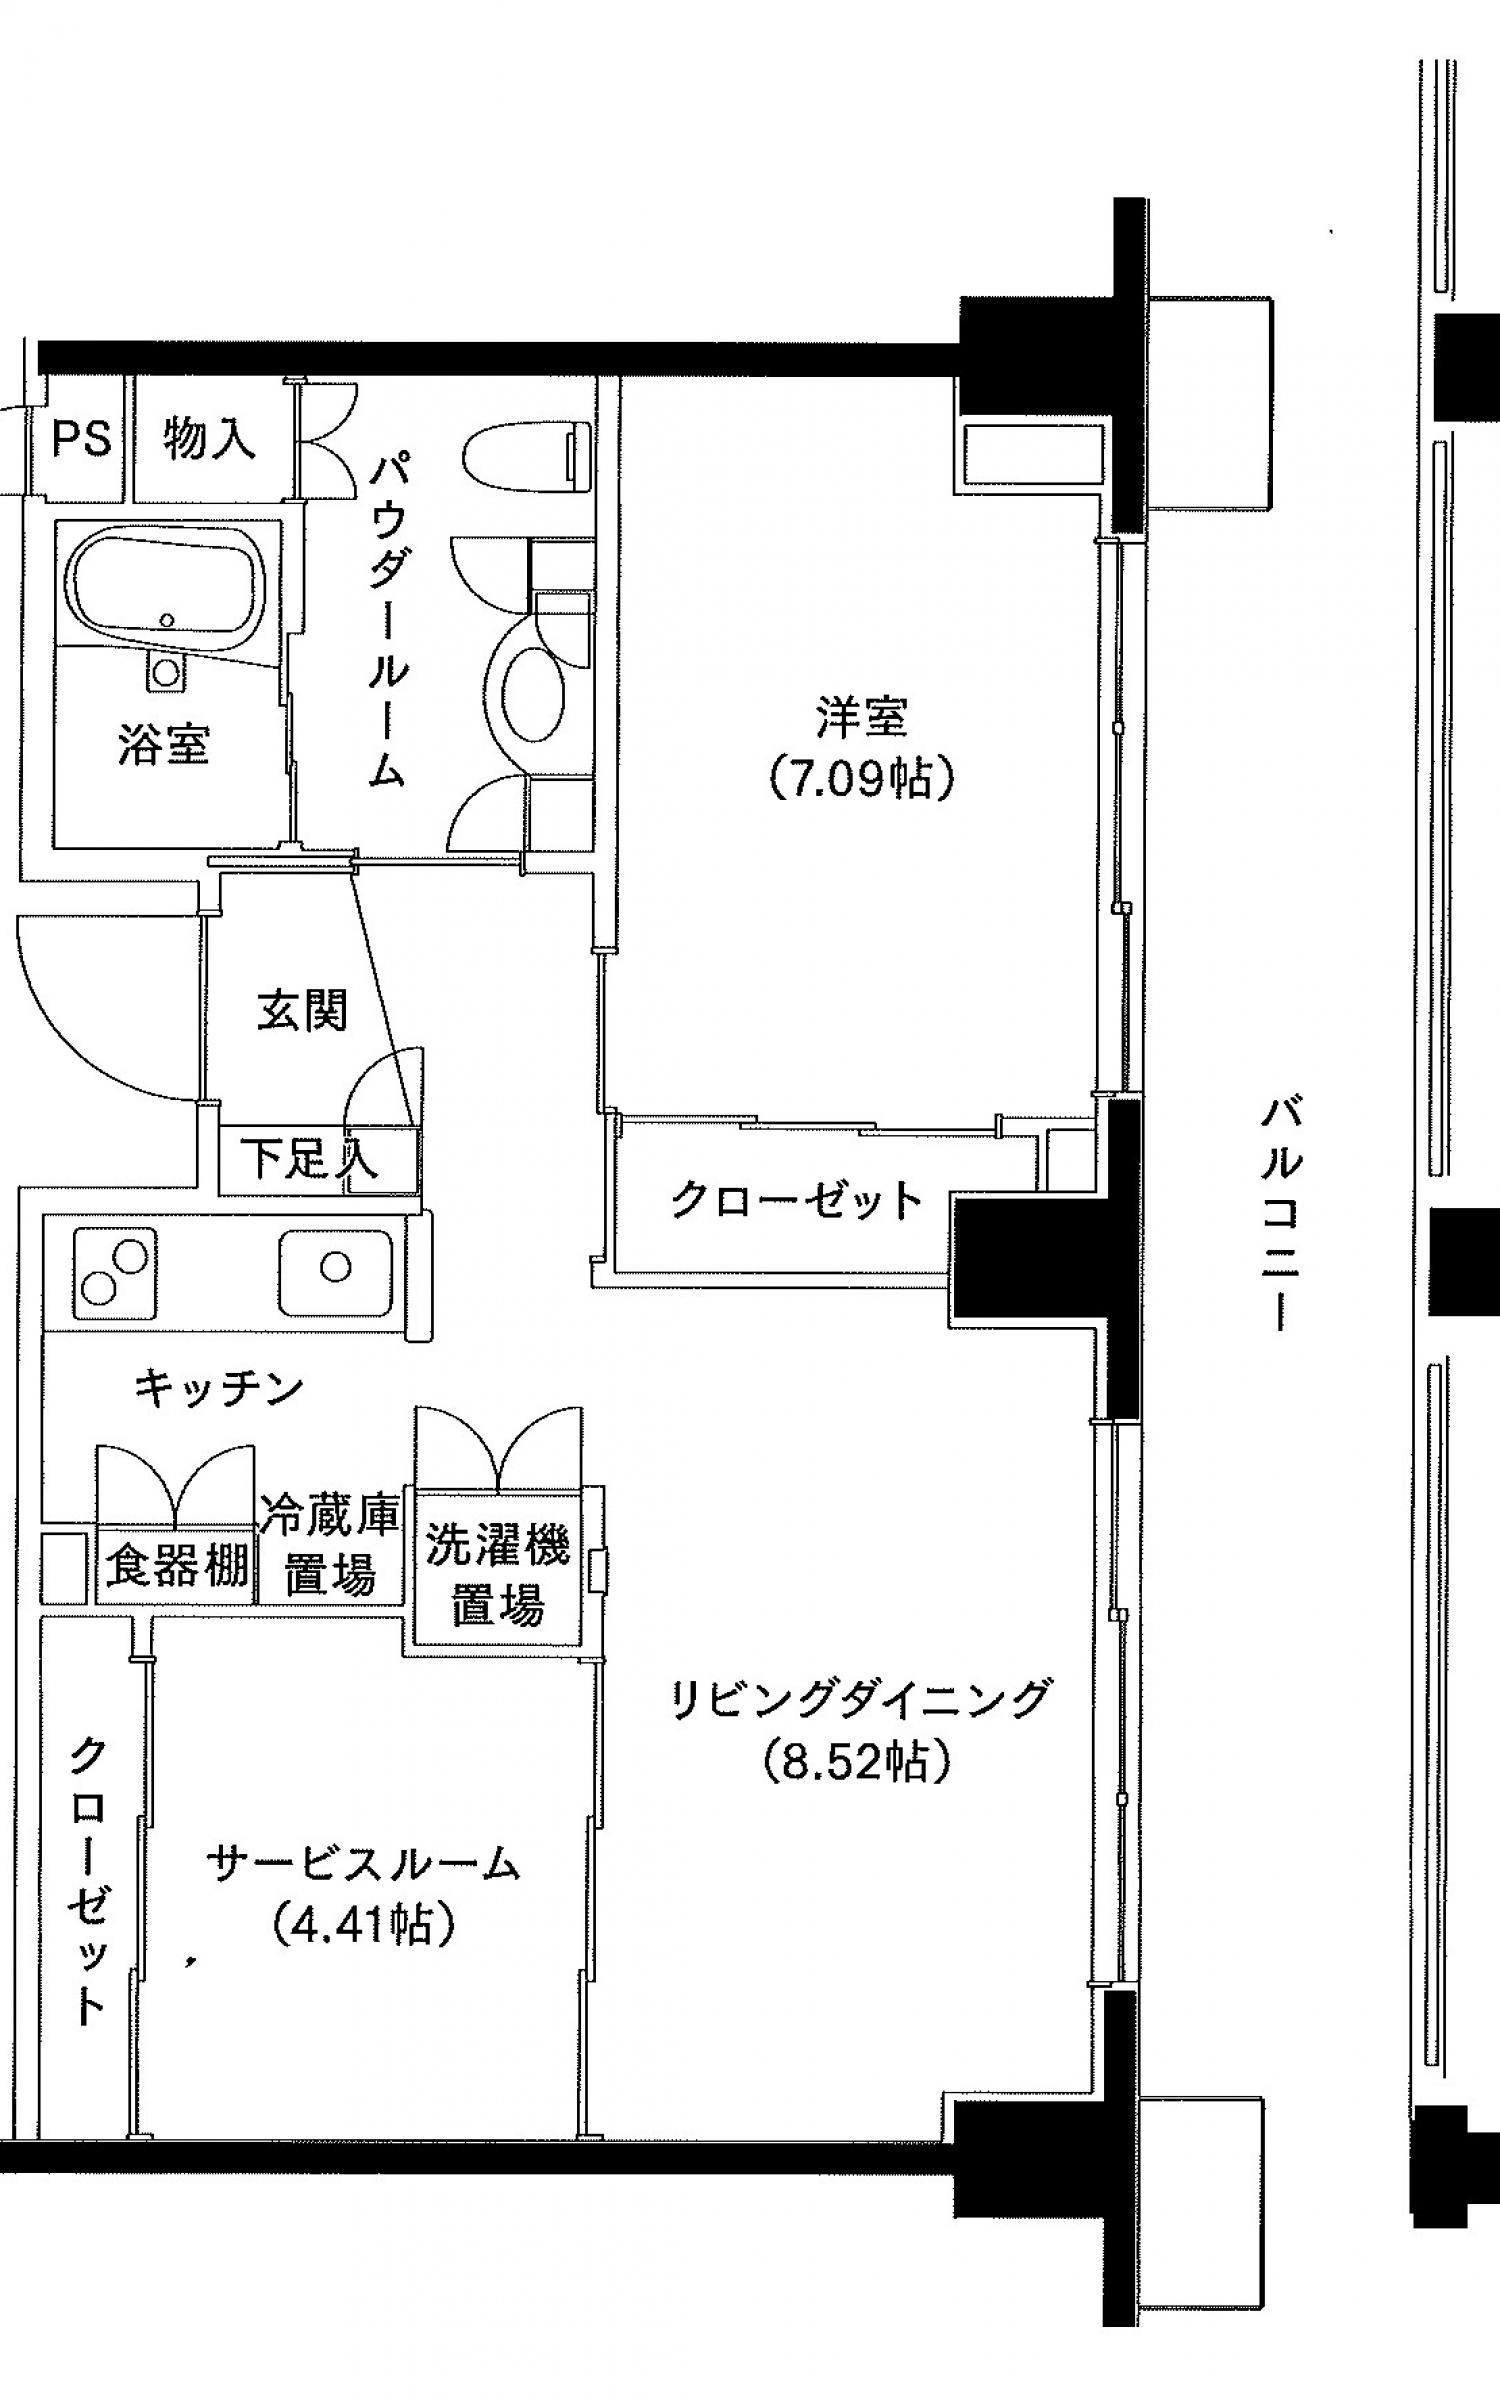 PS
物入
パウダールーム
浴室
洋室
(7.09帖)
玄関
下足入
クローゼット
バルコニー
キッチン
食器棚
冷蔵庫
置場
洗濯機
置場
リビングダイニング
(8.52帖)
クローゼット
サービスルーム
(4.41帖)